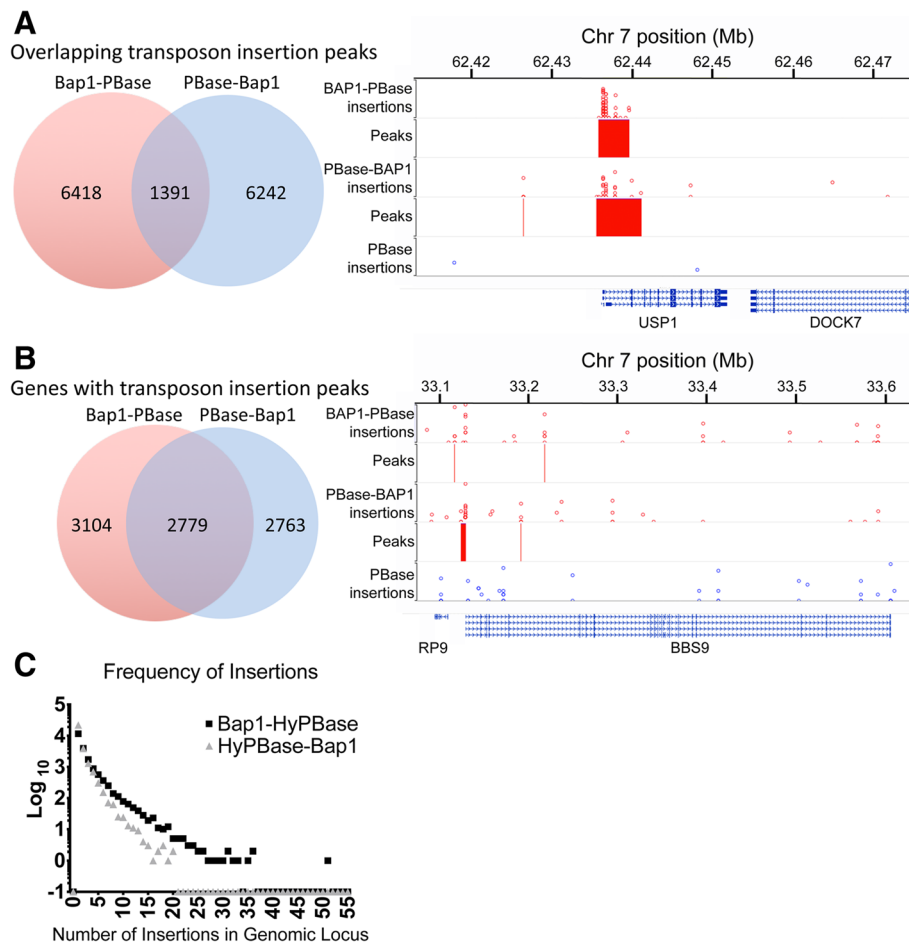 A
Overlapping transposon insertion peaks
Bap1-PBase PBase-Bap1
6418 1391 6242
Chr 7 position (Mb)
62.42 62.43 62.44 62.45 62.46 62.47
BAP1-PBase
insertions
Peaks
PBase-BAP1
insertions
Peaks
PBase
insertions
USP1 DOCK7
B
Genes with transposon insertion peaks
Bap1-PBase PBase-Bap1
3104 2779 2763
Chr 7 position (Mb)
33.1 33.2 33.3 33.4 33.5 33.6
BAP1-PBase
insertions
Peaks
PBase-BAP1
insertions
Peaks
PBase
insertions
RP9 BBS9
C
Frequency of Insertions
Bap1-HyPBase
HyPBase-Bap1
Log 10
5
4
3
2
1
0
-1
0 5 10 15 20 25 30 35 40 45 50 55
Number of Insertions in Genomic Locus